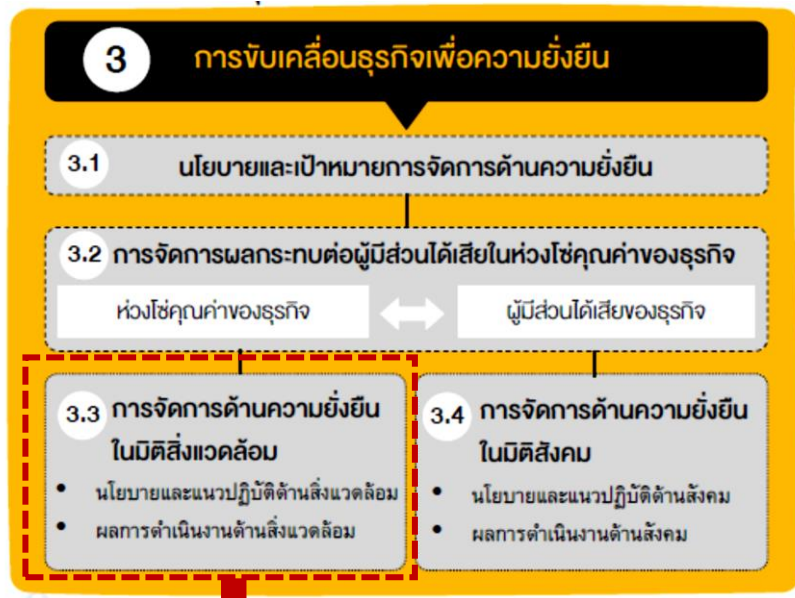 3 การขับเคลื่อนธุรกิจเพื่อความยั่งยืน
3.1 นโยบายและเป้าหมายการจัดการด้านความยั่งยืน
3.2 การจัดการผลกระทบต่อผู้มีส่วนได้เสียในห่วงโซ่คุณค่าของธุรกิจ
ห่วงโซ่คุณค่าของธุรกิจ
ผู้มีส่วนได้เสียของธุรกิจ
3.3 การจัดการด้านความยั่งยืน
ในมิติสิ่งแวดล้อม
• นโยบายและแนวปฏิบัติด้านสิ่งแวดล้อม
• ผลการดำเนินงานด้านสิ่งแวดล้อม
3.4 การจัดการด้านความยั่งยืน
ในมิติสังคม
• นโยบายและแนวปฏิบัติด้านสังคม
• ผลการดำเนินงานด้านสังคม